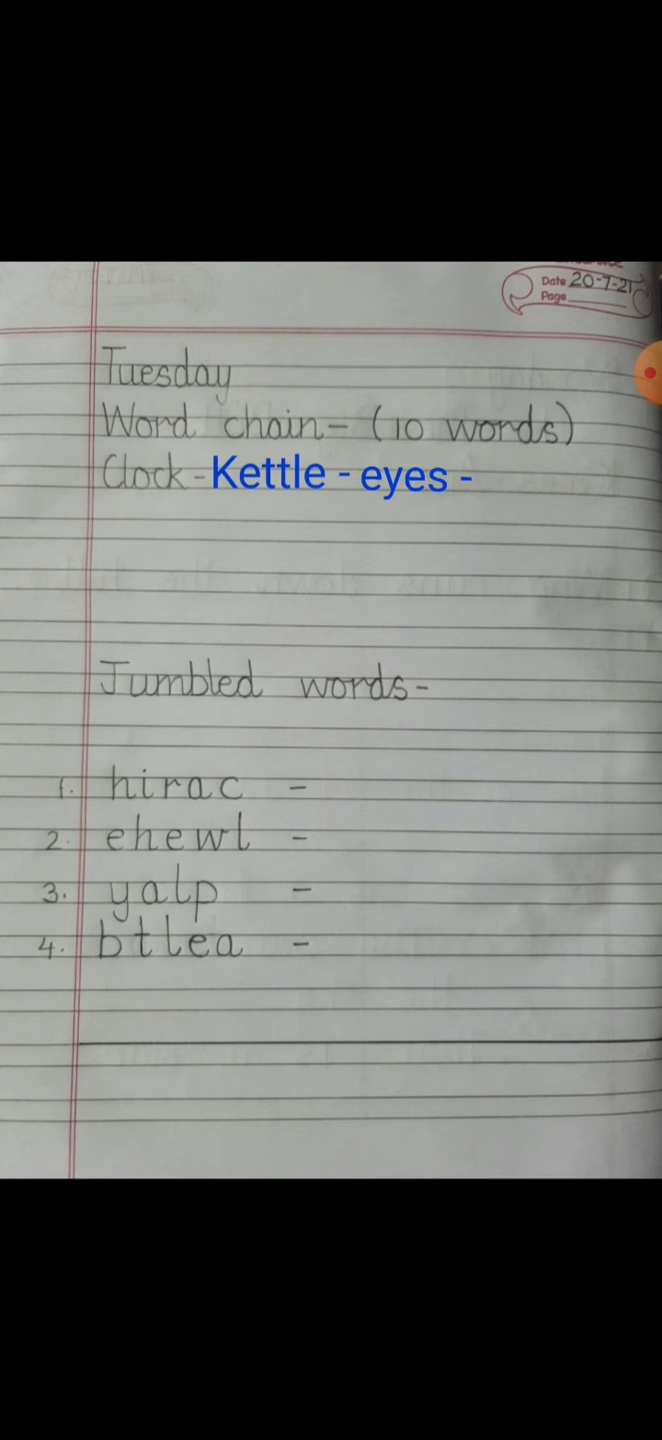 Date 20-7-21
Page
Tuesday
Word chain- (10 words)
Clock - Kettle - eyes -
Jumbled words-
1. hirac -
2. ehewl -
3. yalp -
4. btlea -